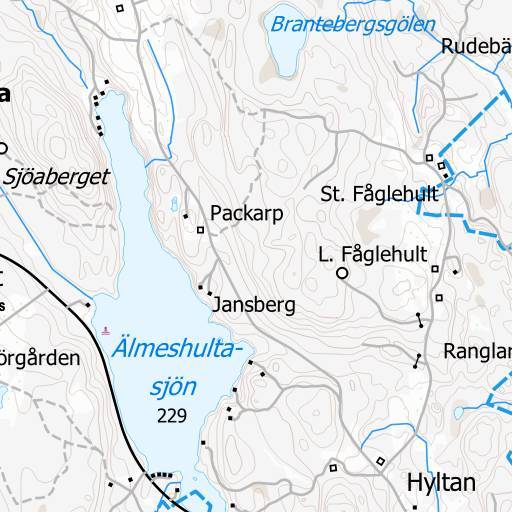 Brantebergsgölen
Rudebä
a
Sjöaberget
St. Fåglehult
Packarp
L. Fåglehult
t
s
Jansberg
Älmeshulta-
sjön
örgården
Ranglar
229
Hyltan